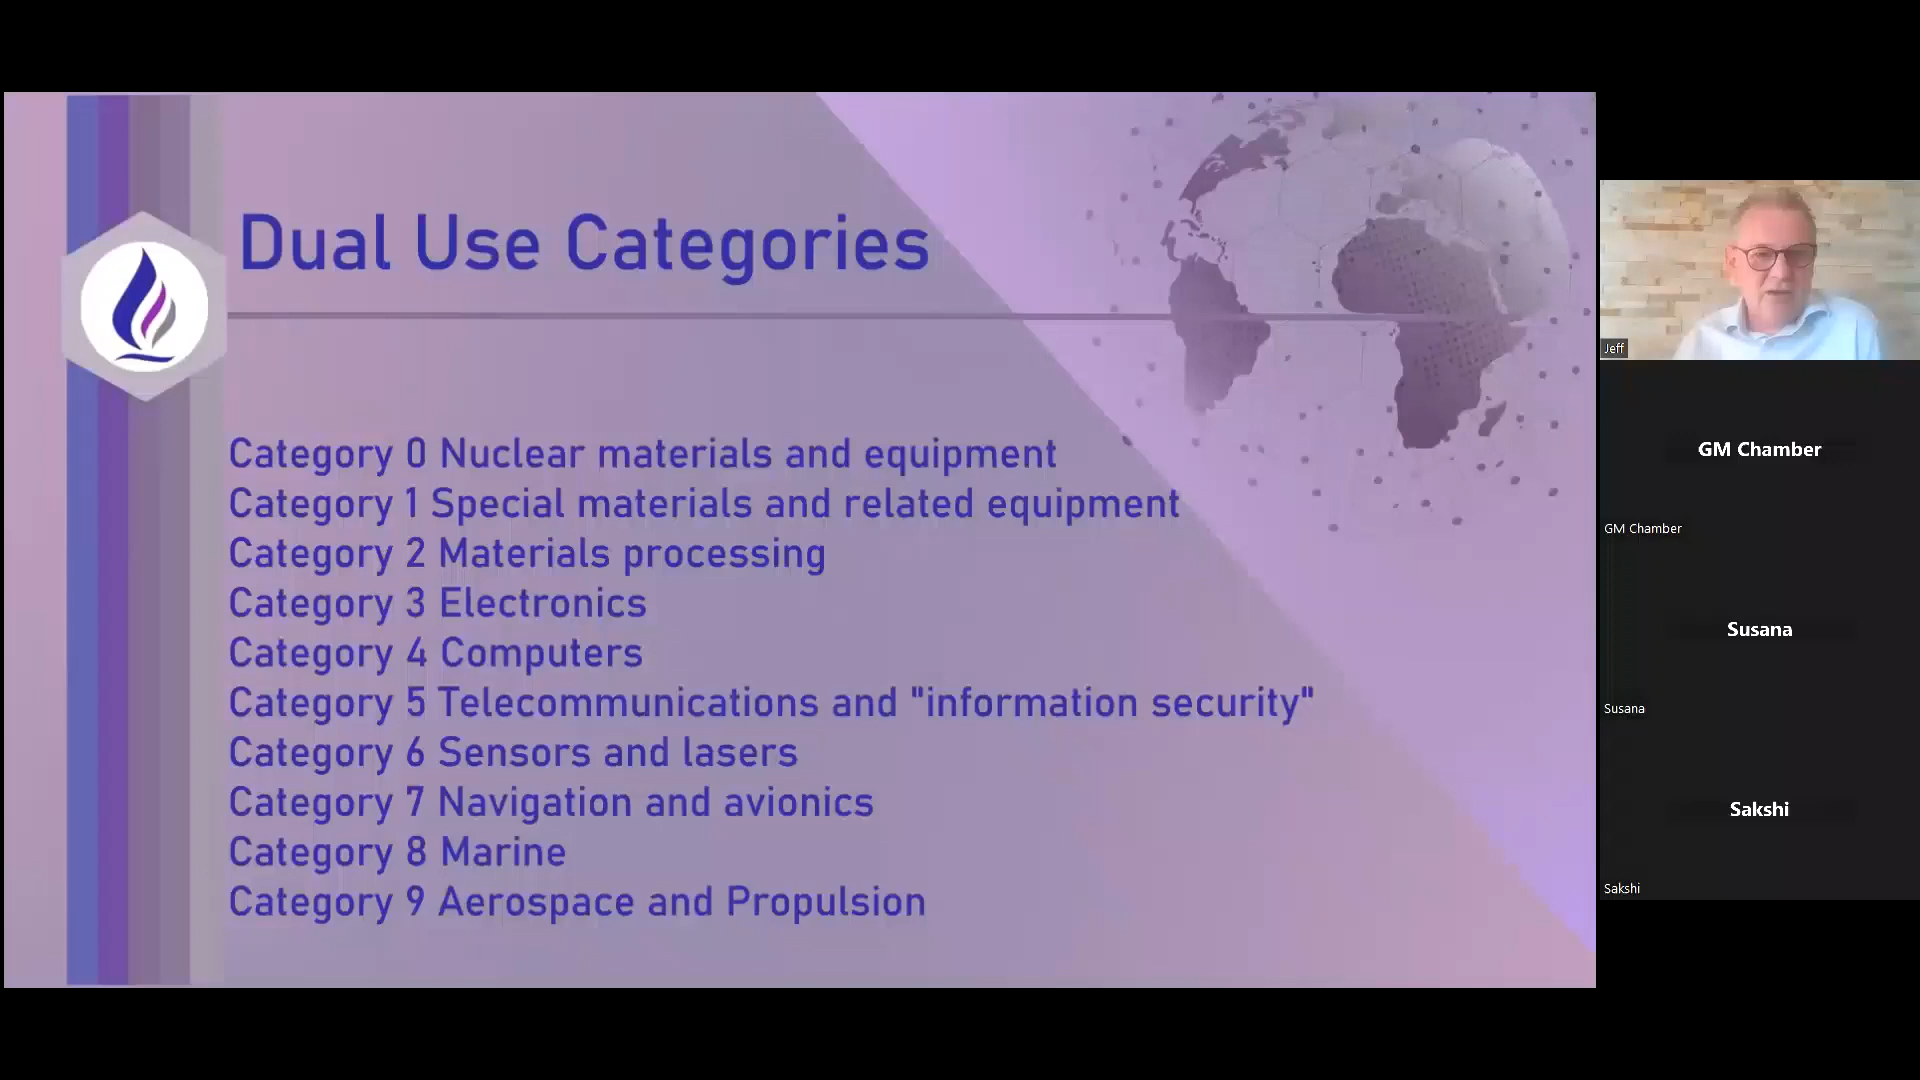 Dual Use Categories
Category 0 Nuclear materials and equipment
Category 1 Special materials and related equipment
Category 2 Materials processing
Category 3 Electronics
Category 4 Computers
Category 5 Telecommunications and "information security"
Category 6 Sensors and lasers
Category 7 Navigation and avionics
Category 8 Marine
Category 9 Aerospace and Propulsion
Jeff
GM Chamber
GM Chamber
Susana
Susana
Sakshi
Sakshi